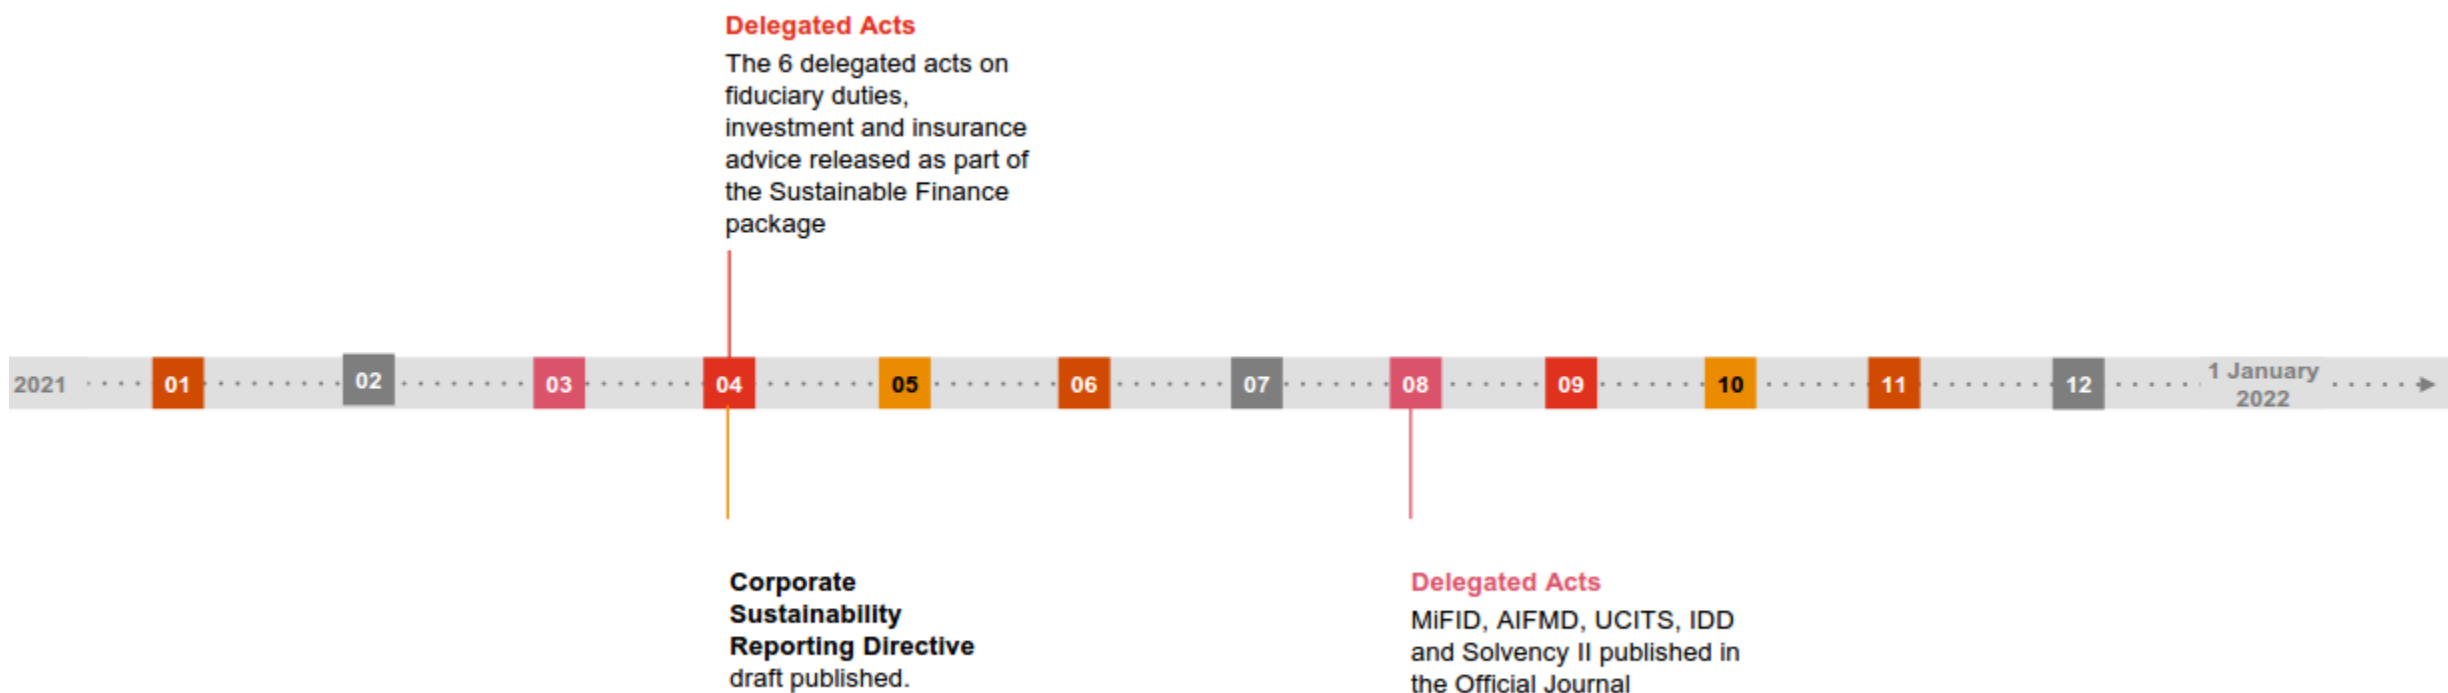 Delegated Acts
The 6 delegated acts on
fiduciary duties,
investment and insurance
advice released as part of
the Sustainable Finance
package
2021 01 02 03 04 05 06 07 08 09 10 11 12 1 January
2022
Corporate
Sustainability
Reporting Directive
draft published.
Delegated Acts
MiFID, AIFMD, UCITS, IDD
and Solvency II published in
the Official Journal